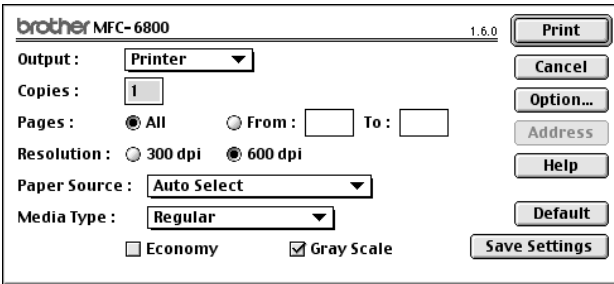 brother MFC-6800 1.6.0 Print
Output : Printer Cancel
Copies : 1 Option...
Pages : All From : To : Address
Resolution : 300 dpi 600 dpi Help
Paper Source : Auto Select
Media Type : Regular Default
Economy Gray Scale Save Settings